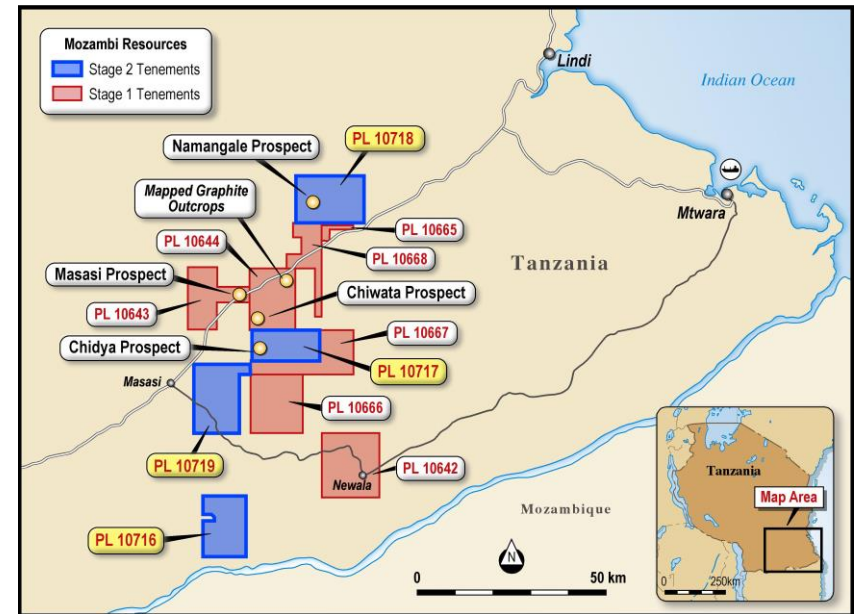 Mozambi Resources
Stage 2 Tenements
Stage 1 Tenements
Lindi
Indian Ocean
Namangale Prospect
PL 10718
Mapped Graphite
Outcrops
PL 10665
PL 10644
PL 10668
Mtwara
Tanzania
Masasi Prospect
Chiwata Prospect
PL 10643
PL 10667
Chidya Prospect
PL 10717
Masasi
PL 10666
PL 10719
PL 10642
Newala
Mozambique
PL 10716
N
0
50 km
Tanzania
Map Area
0
250km